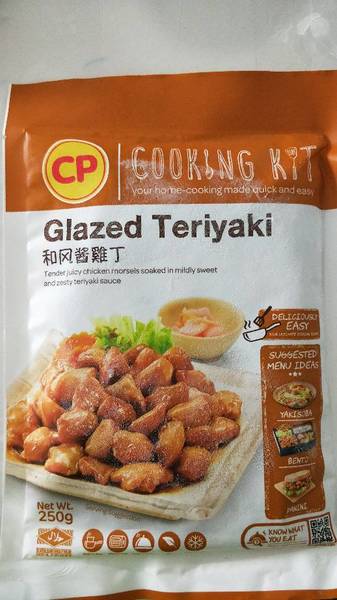 CP
COOKING KIT
your home-cooking made quick and easy
Glazed Teriyaki
和风酱雞丁
Tender juicy chicken morsels soaked in mildly sweet
and zesty teriyaki sauce
DELICIOUSLY
EASY
SUGGESTED
MENU IDEAS
YAKISOBA
BENTO
PANINI
Net Wt.
250g
Serving Suggestion
KNOW WHAT
YOU EAT